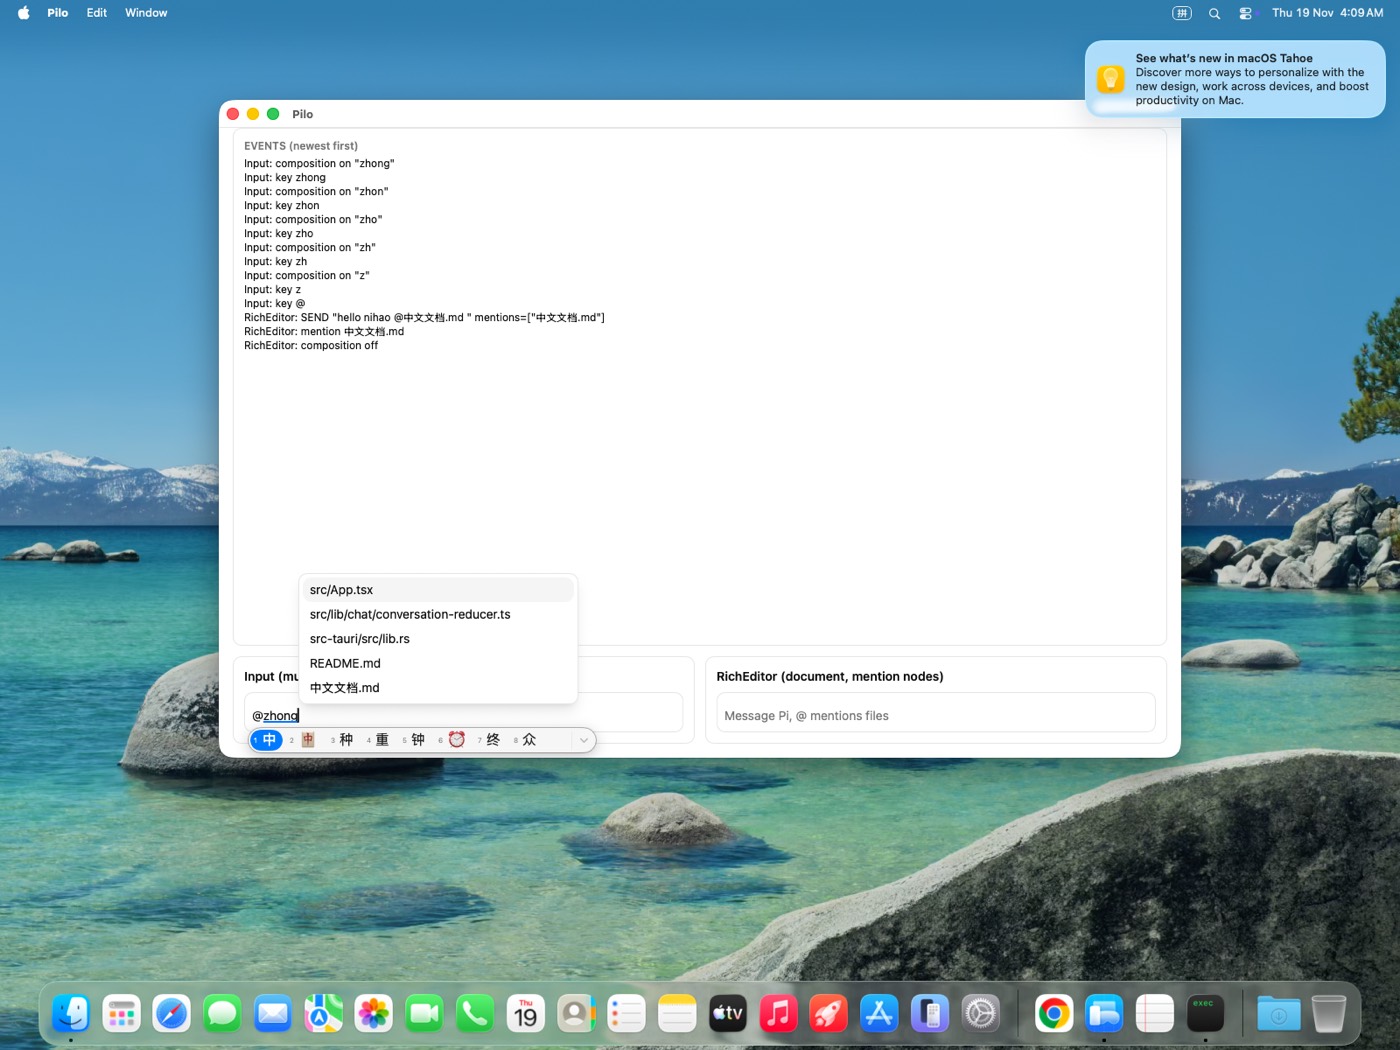 Pilo Edit Window 拼 Thu 19 Nov 4:09 AM
See what's new in macOS Tahoe
Discover more ways to personalize with the
new design, work across devices, and boost
productivity on Mac.
Pilo
EVENTS (newest first)
Input: composition on "zhong"
Input: key zhong
Input: composition on "zhon"
Input: key zhon
Input: composition on "zho"
Input: key zho
Input: composition on "zh"
Input: key zh
Input: composition on "z"
Input: key z
Input: key @
RichEditor: SEND "hello nihao @中文文档.md " mentions=["中文文档.md"]
RichEditor: mention 中文文档.md
RichEditor: composition off
src/App.tsx
src/lib/chat/conversation-reducer.ts
src-tauri/src/lib.rs
README.md
中文文档.md
Input (mu
@zhong
1 中 2 🀄 3 种 4 重 5 钟 6 ⏰ 7 终 8 众
RichEditor (document, mention nodes)
Message Pi, @ mentions files
Thu
19
tv
exec